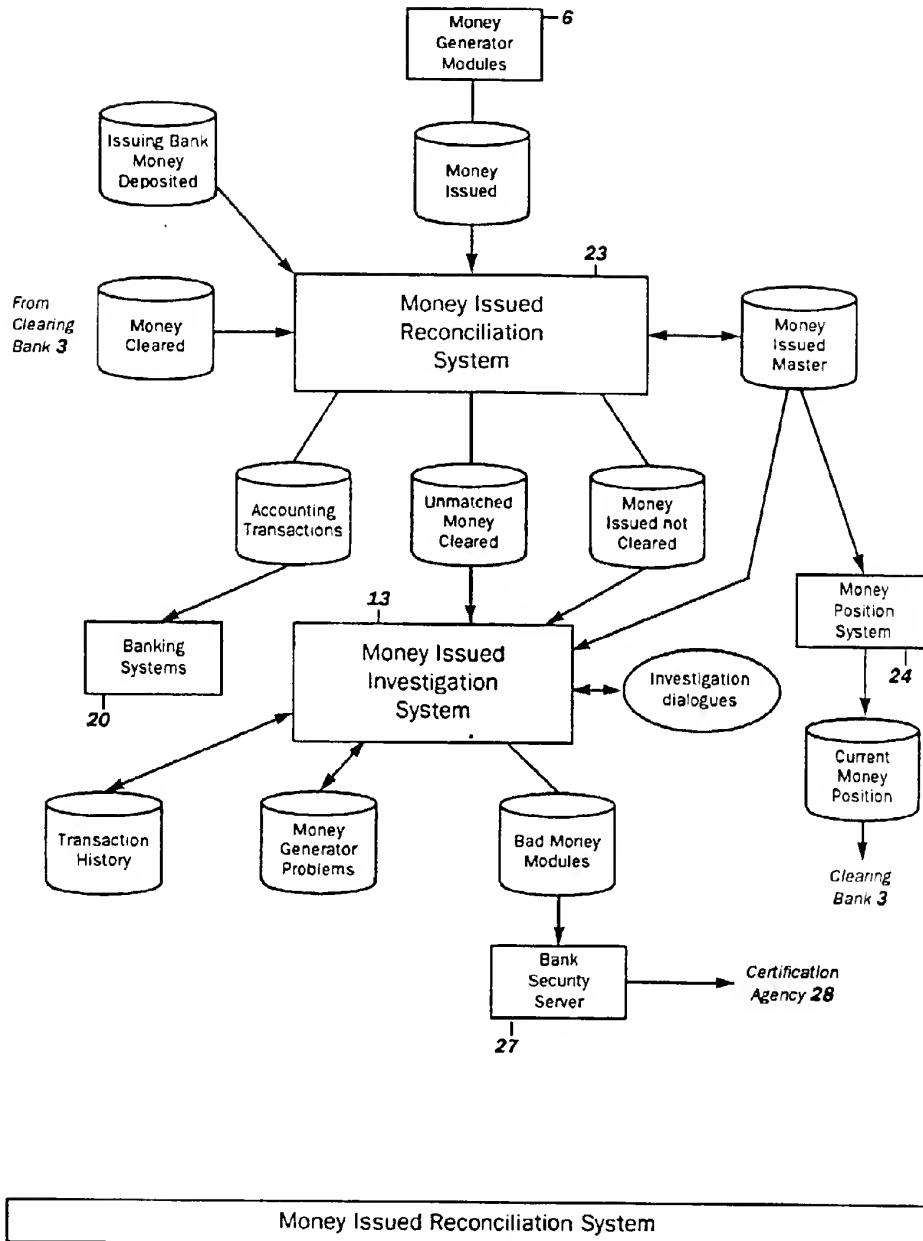 6
Money
Generator
Modules
Issuing Bank
Money
Deposited
Money
Issued
23
From
Clearing
Bank 3
Money
Cleared
Money Issued
Reconciliation
System
Money
Issued
Master
Accounting
Transactions
Unmatched
Money
Cleared
Money
Issued not
Cleared
13
Banking
Systems
20
Money Issued
Investigation
System
Investigation
dialogues
Money
Position
System
24
Transaction
History
Money
Generator
Problems
Bad Money
Modules
Current
Money
Position
Clearing
Bank 3
Bank
Security
Server
27
Certification
Agency 28
Money Issued Reconciliation System